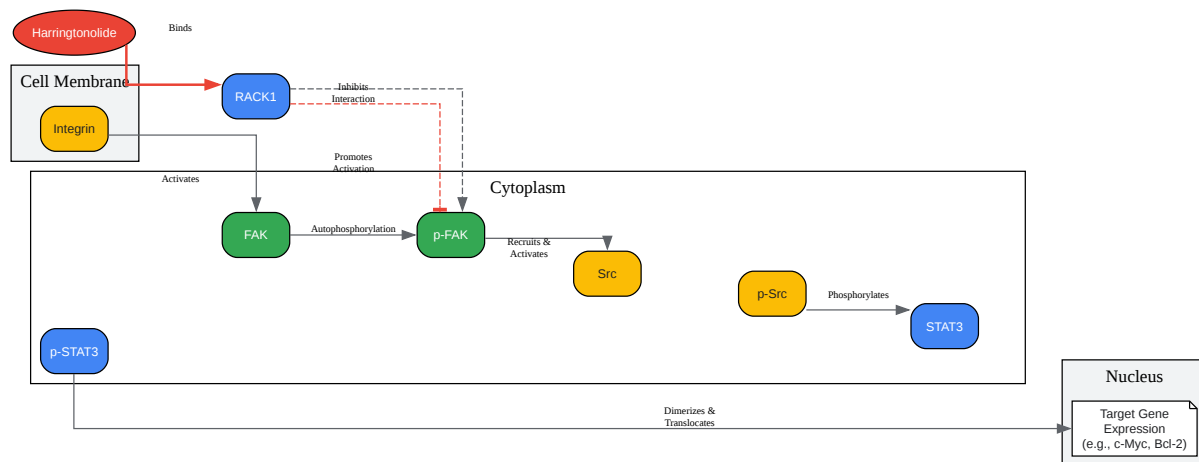 Harringtonolide
Binds
Cell Membrane
Integrin
RACK1
Inhibits
Interaction
Promotes
Activation
Activates
Cytoplasm
FAK
Autophosphorylation
p-FAK
Recruits &
Activates
Src
p-Src
Phosphorylates
STAT3
p-STAT3
Dimerizes &
Translocates
Nucleus
Target Gene
Expression
(e.g., c-Myc, Bcl-2)